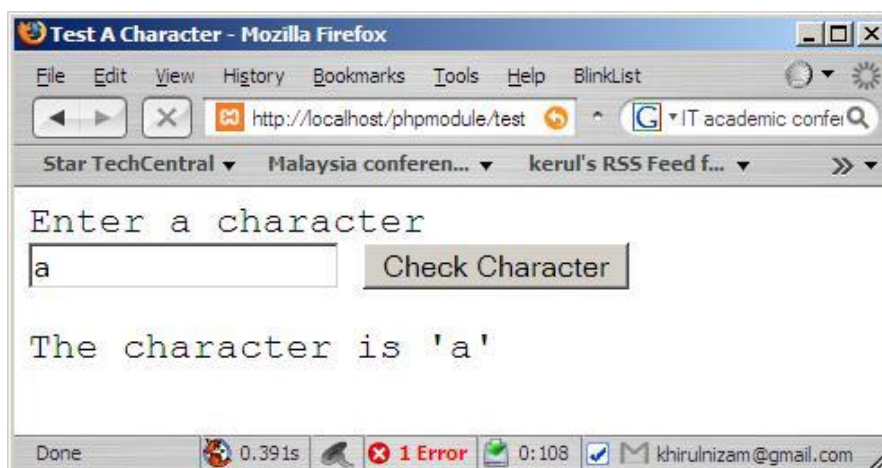 Test A Character - Mozilla Firefox
File Edit View History Bookmarks Tools Help BlinkList
http://localhost/phpmodule/test G IT academic confer
Star TechCentral Malaysia conferen... kerul's RSS Feed f... »
Enter a character
a Check Character
The character is 'a'
Done 0.391s 1 Error 0:108 khirulnizam@gmail.com